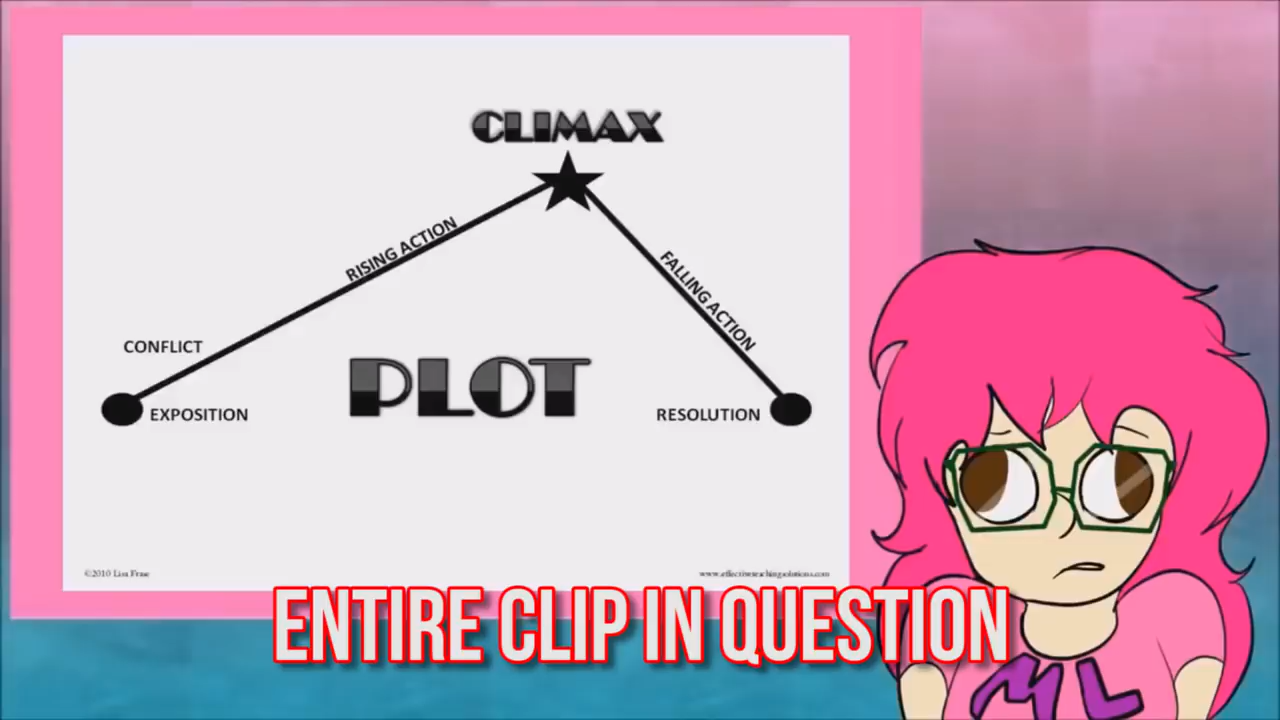 CLIMAX
RISING ACTION
FALLING ACTION
CONFLICT
PLOT
EXPOSITION
RESOLUTION
©2010 Lisa Frase
www.effectiveteachingsolutions.com
ENTIRE CLIP IN QUESTION
ML